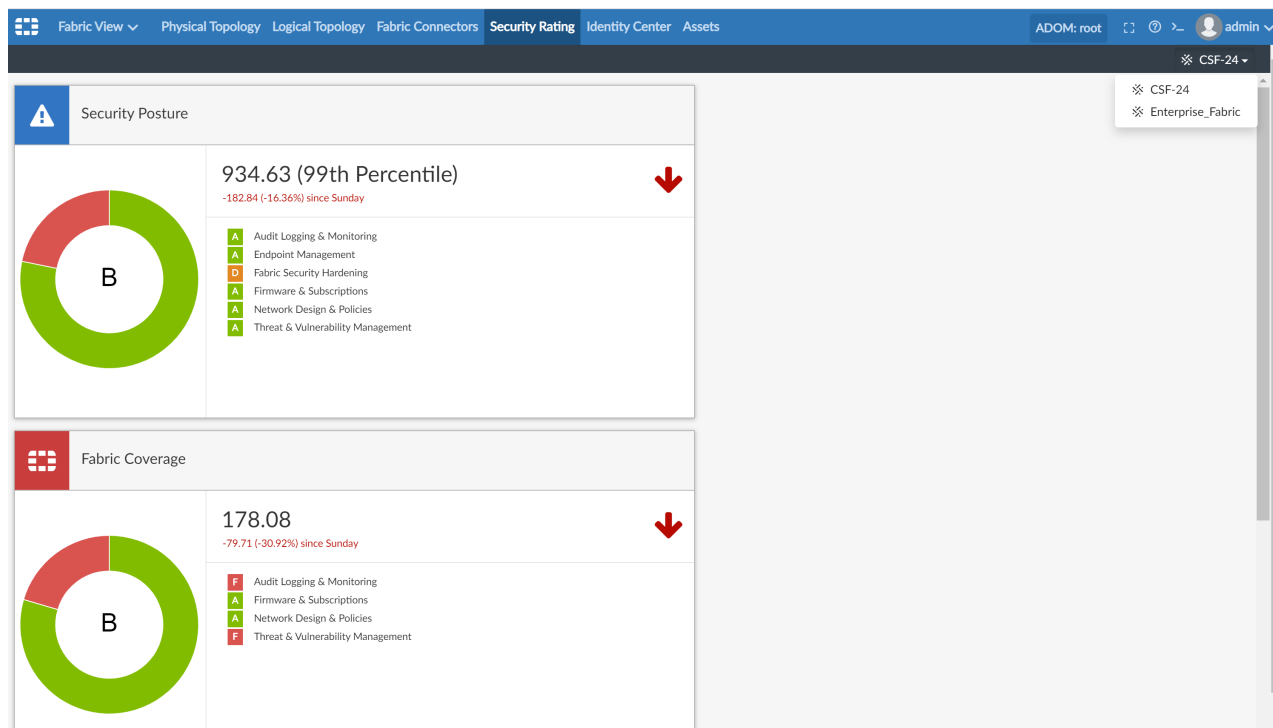 Fabric View Physical Topology Logical Topology Fabric Connectors Security Rating Identity Center Assets ADOM: root admin
CSF-24
CSF-24
Enterprise_Fabric
Security Posture
B
934.63 (99th Percentile)
-182.84 (-16.36%) since Sunday
A Audit Logging & Monitoring
A Endpoint Management
D Fabric Security Hardening
A Firmware & Subscriptions
A Network Design & Policies
A Threat & Vulnerability Management
Fabric Coverage
B
178.08
-79.71 (-30.92%) since Sunday
F Audit Logging & Monitoring
A Firmware & Subscriptions
A Network Design & Policies
F Threat & Vulnerability Management